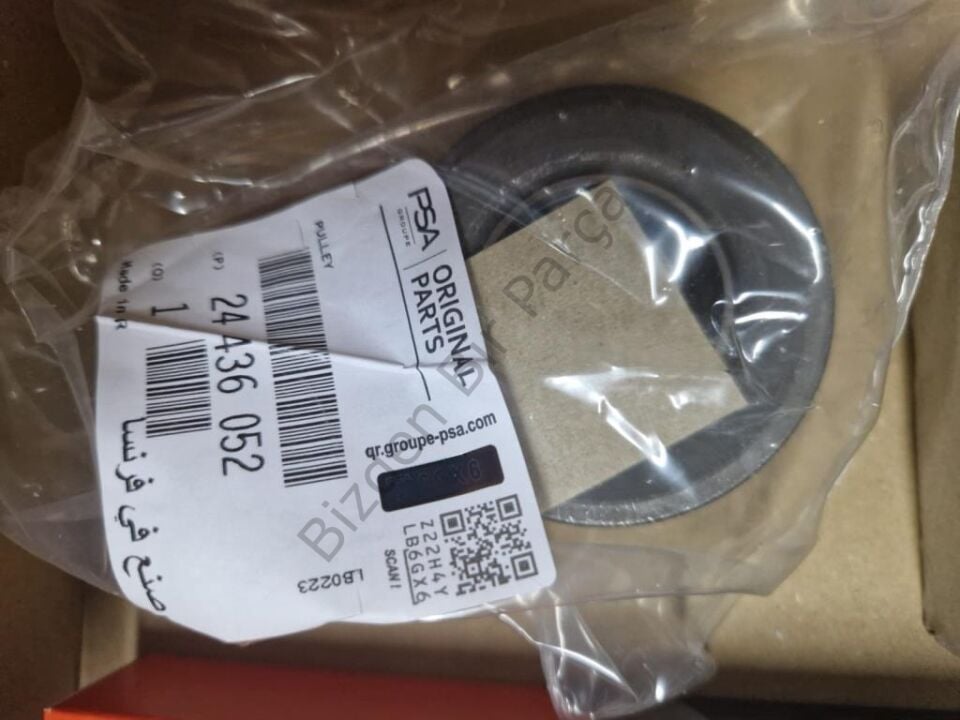 PSA
GROUPE
ORIGINAL
PARTS
PULLEY
(P) 24 436 052
(Q) 1
Made in
صنع في فرنسا
qr.groupe-psa.com
Z22H4Y
LB6GX6
SCAN !
LB0223
Bizden Bir Parça